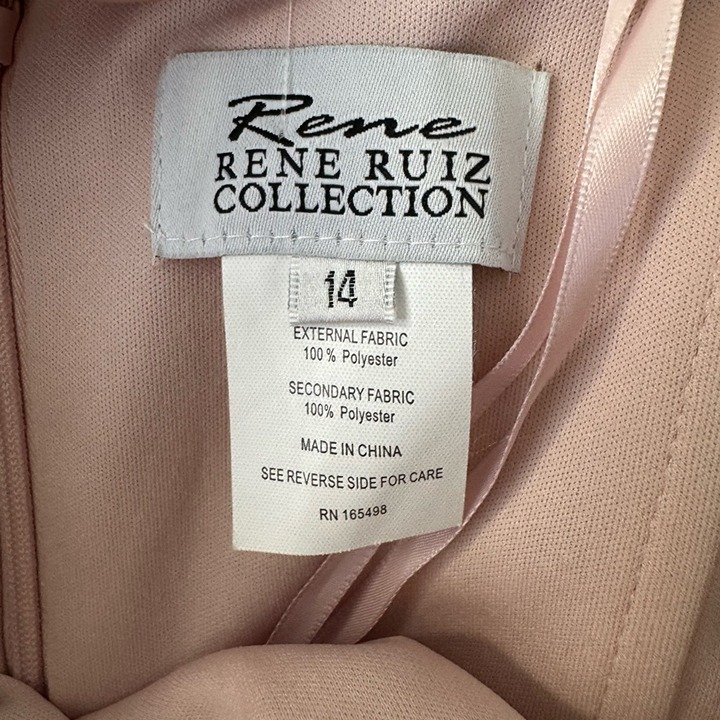 Rene
RENE RUIZ
COLLECTION
14
EXTERNAL FABRIC
100% Polyester
SECONDARY FABRIC
100% Polyester
MADE IN CHINA
SEE REVERSE SIDE FOR CARE
RN 165498